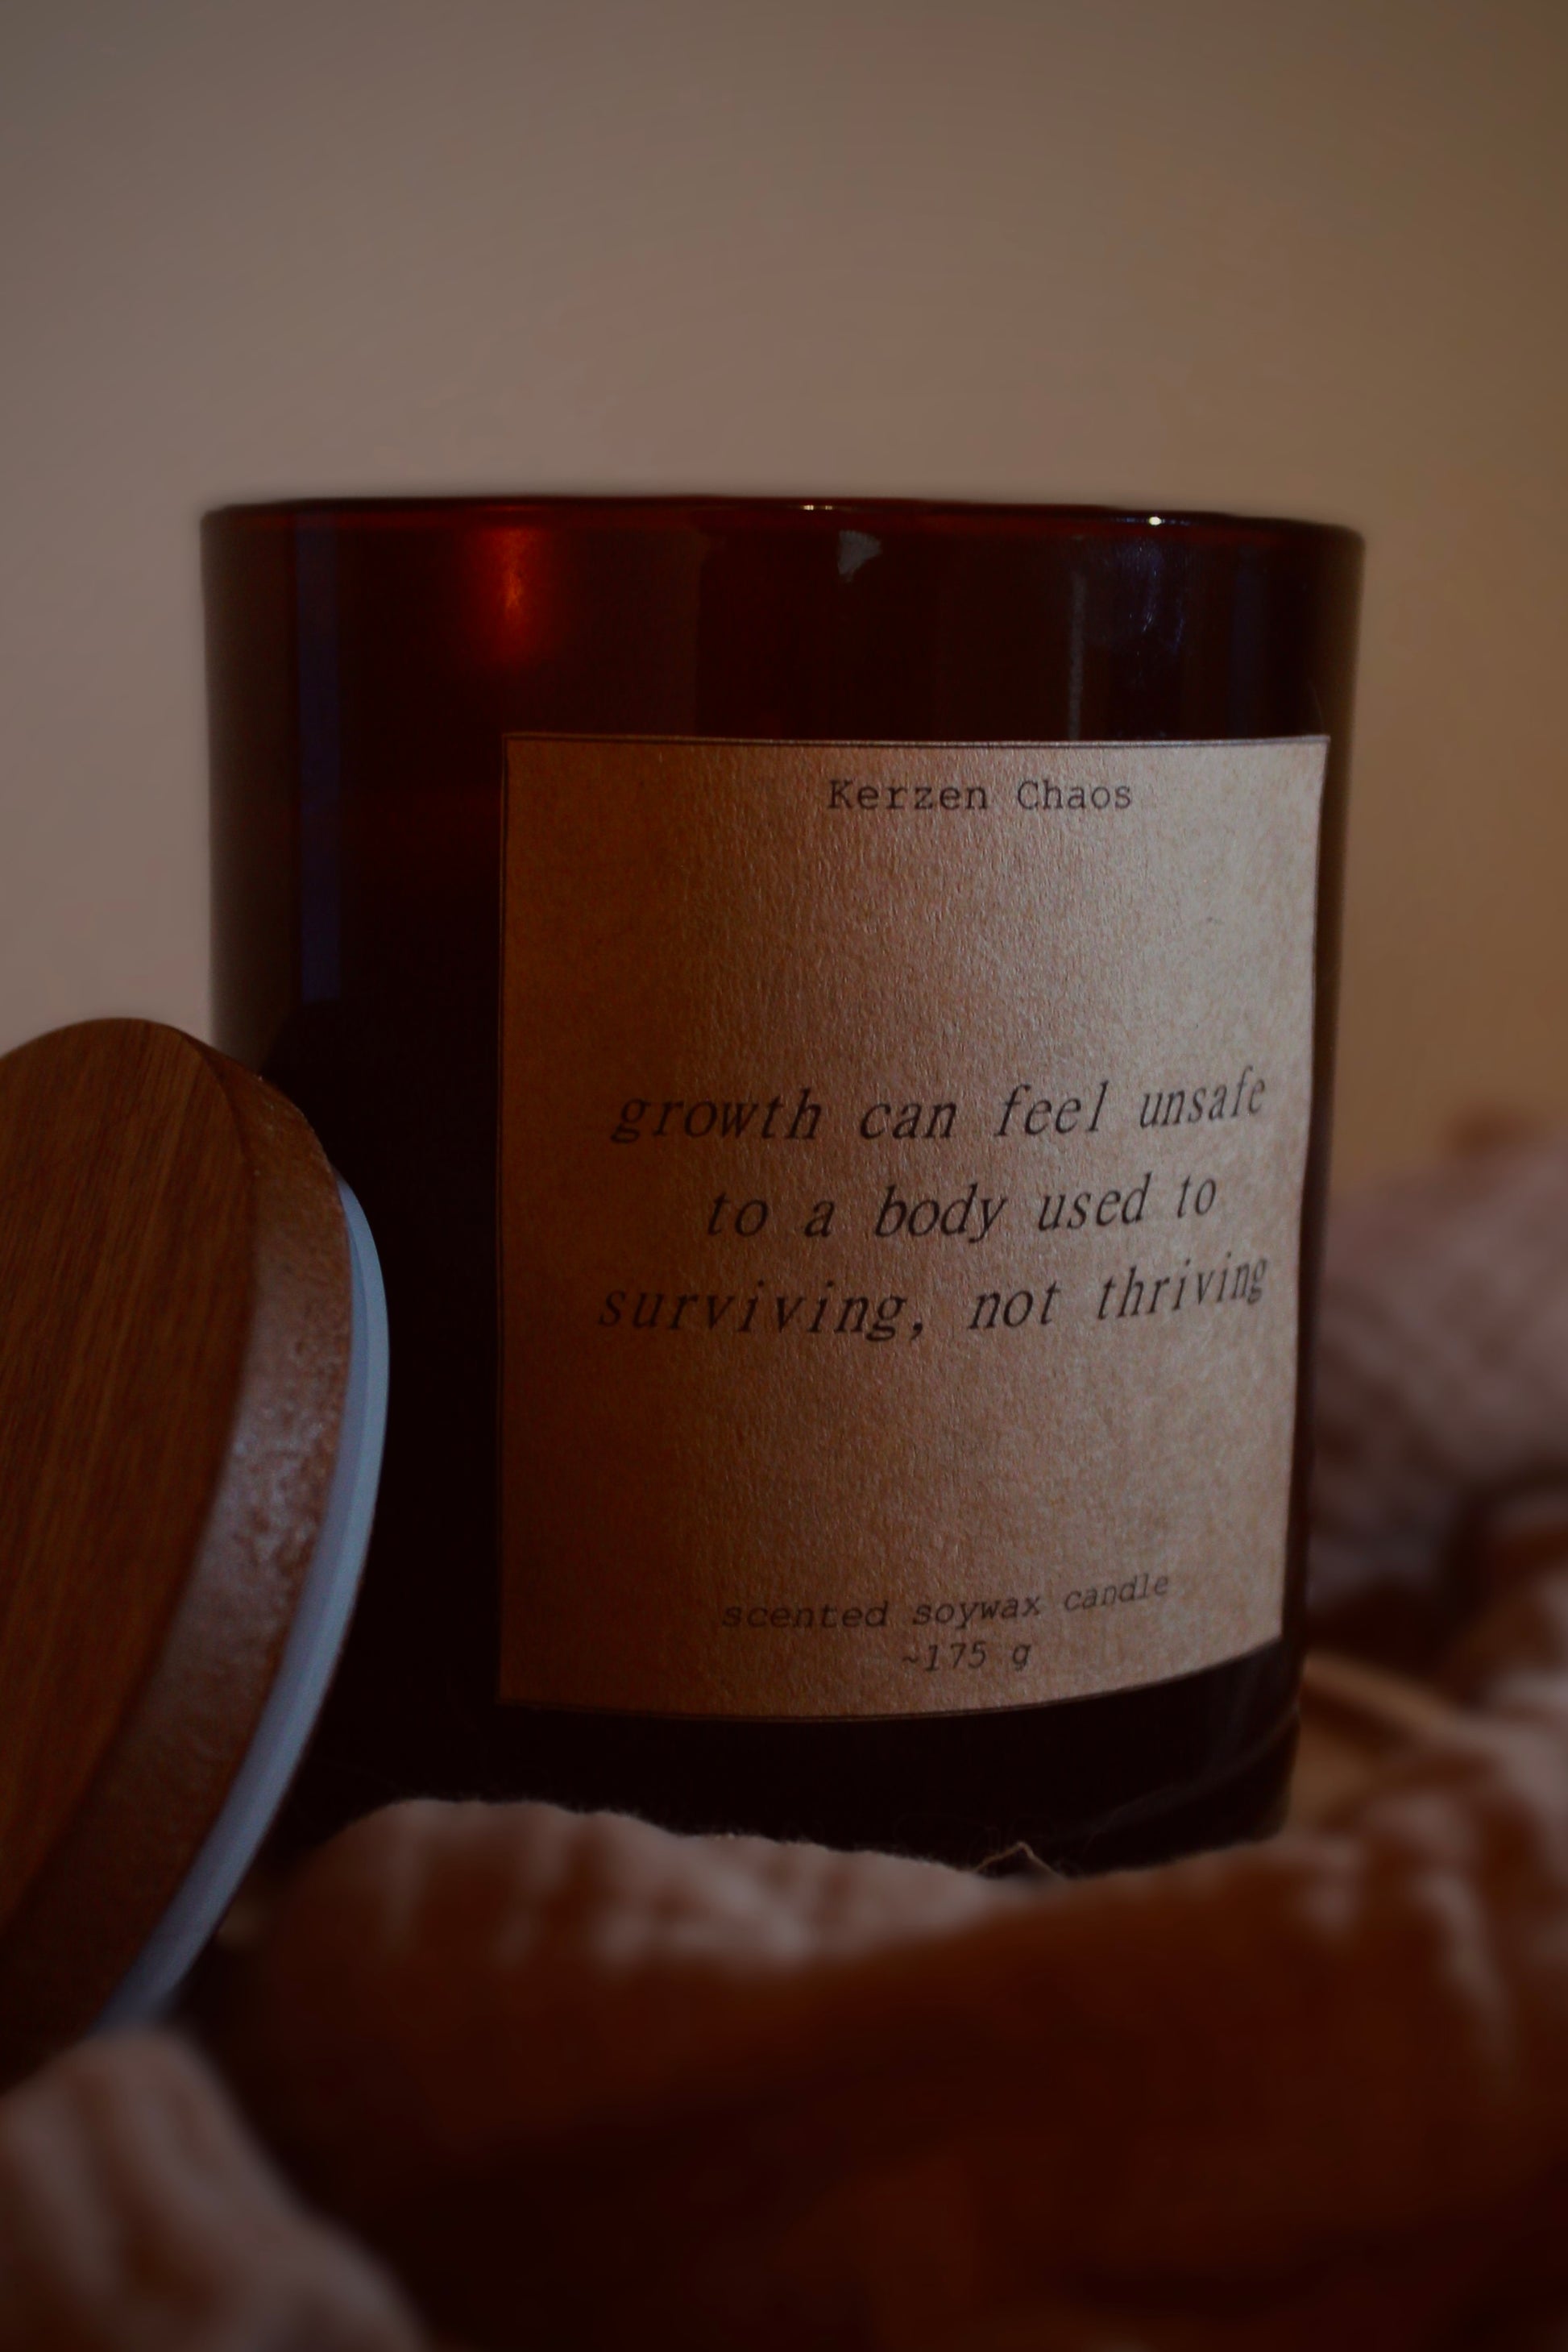 Kerzen Chaos
growth can feel unsafe
to a body used to
surviving, not thriving
scented soywax candle
~175 g